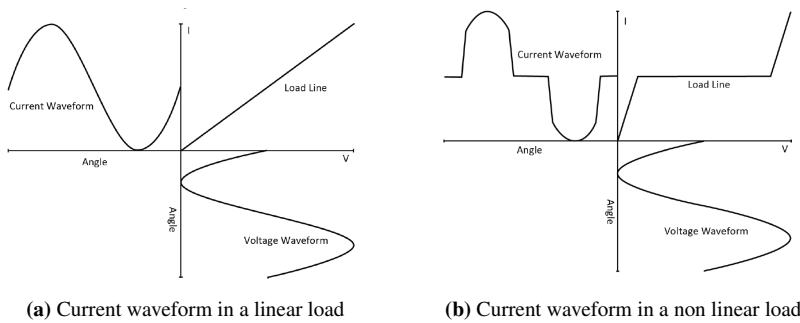 I
Current Waveform
Load Line
Angle
V
Angle
Voltage Waveform
(a) Current waveform in a linear load
I
Current Waveform
Load Line
Angle
V
Angle
Voltage Waveform
(b) Current waveform in a non linear load